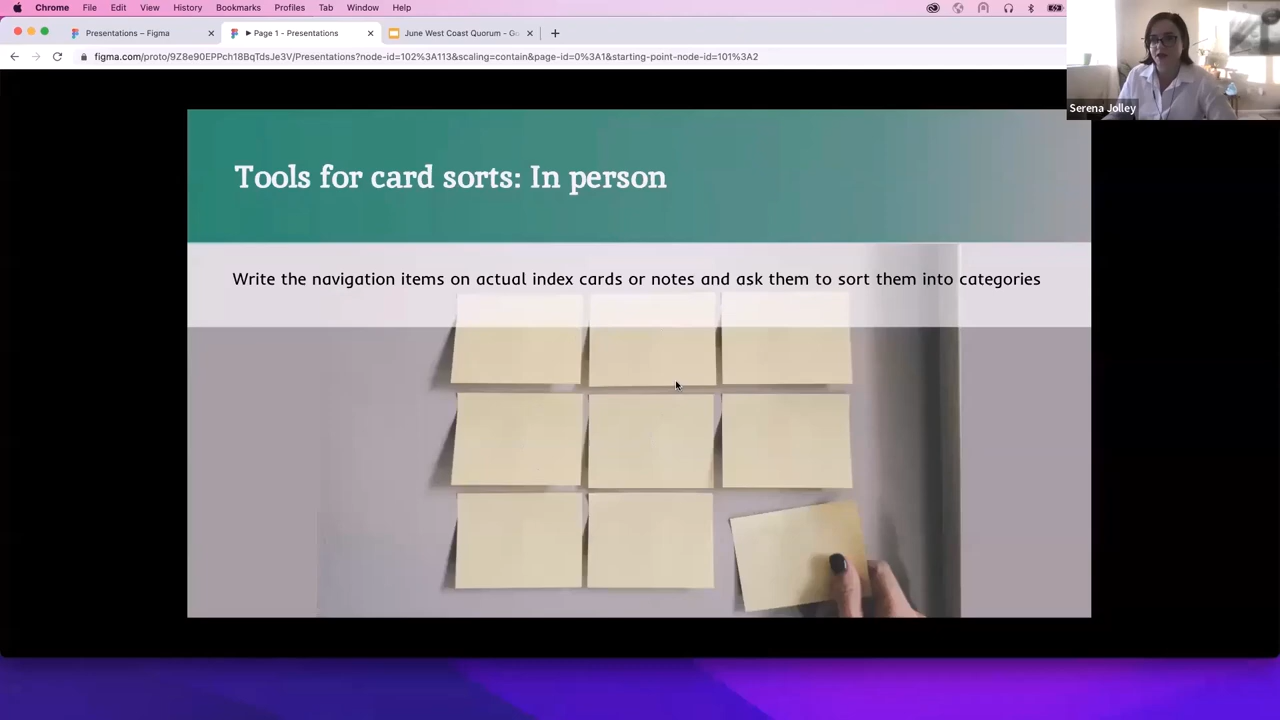 Chrome File Edit View History Bookmarks Profiles Tab Window Help
Presentations – Figma
Page 1 - Presentations
June West Coast Quorum - Go
figma.com/proto/9Z8e90EPPch18BqTdsJe3V/Presentations?node-id=102%3A113&scaling=contain&page-id=0%3A1&starting-point-node-id=101%3A2
Serena Jolley
Tools for card sorts: In person
Write the navigation items on actual index cards or notes and ask them to sort them into categories